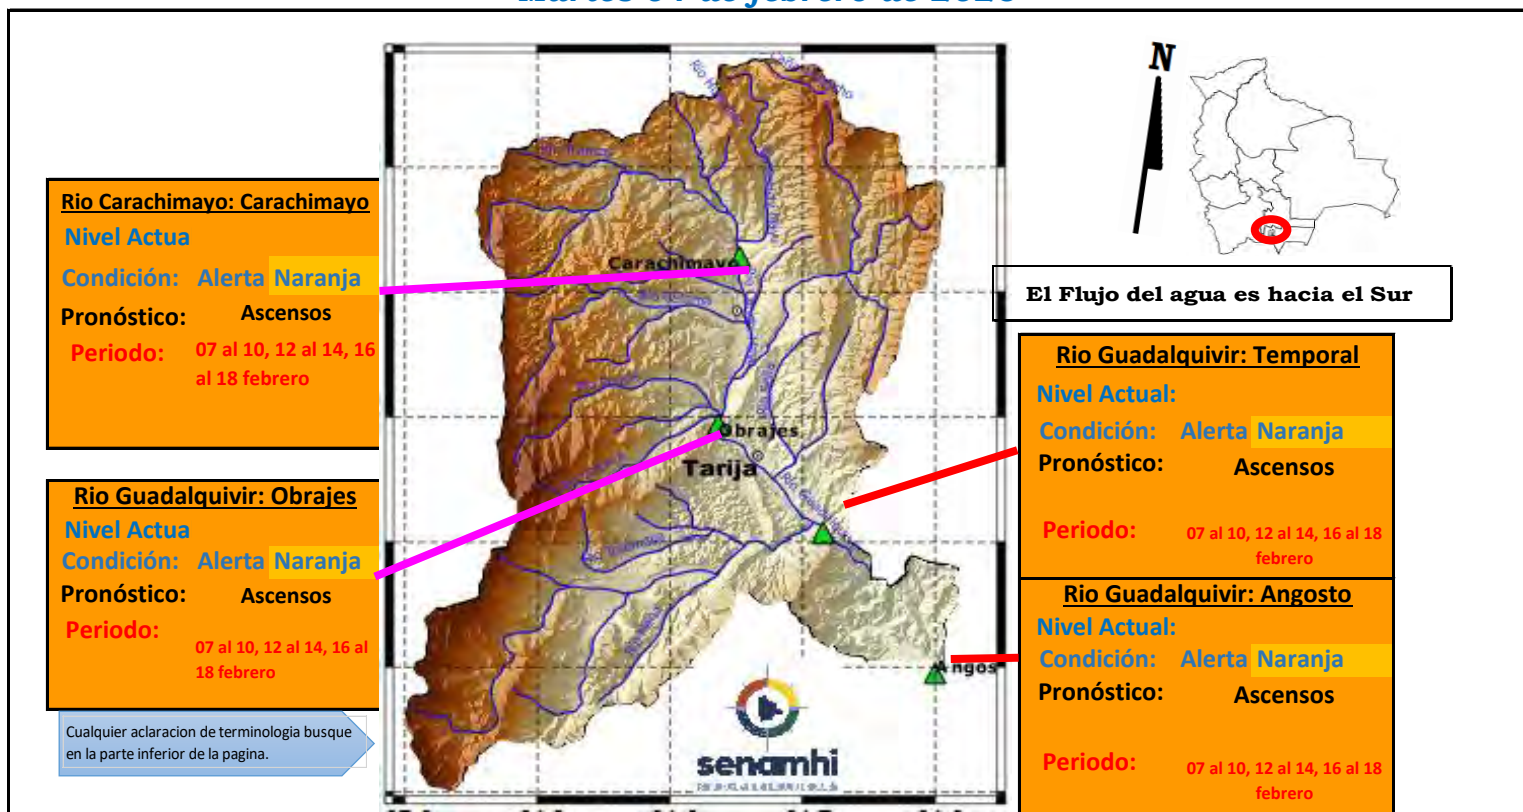 Rio Carachimayo: Carachimayo
Nivel Actua
Condición: Alerta Naranja
Pronóstico: Ascensos
Periodo: 07 al 10, 12 al 14, 16
al 18 febrero
Rio Guadalquivir: Obrajes
Nivel Actua
Condición: Alerta Naranja
Pronóstico: Ascensos
Periodo:
07 al 10, 12 al 14, 16 al
18 febrero
Cualquier aclaracion de terminologia busque
en la parte inferior de la pagina.
Carachimayo
Obrajes
Tarija
Angos
senamhi
N
El Flujo del agua es hacia el Sur
Rio Guadalquivir: Temporal
Nivel Actual:
Condición: Alerta Naranja
Pronóstico: Ascensos
Periodo: 07 al 10, 12 al 14, 16 al 18
febrero
Rio Guadalquivir: Angosto
Nivel Actual:
Condición: Alerta Naranja
Pronóstico: Ascensos
Periodo: 07 al 10, 12 al 14, 16 al 18
febrero